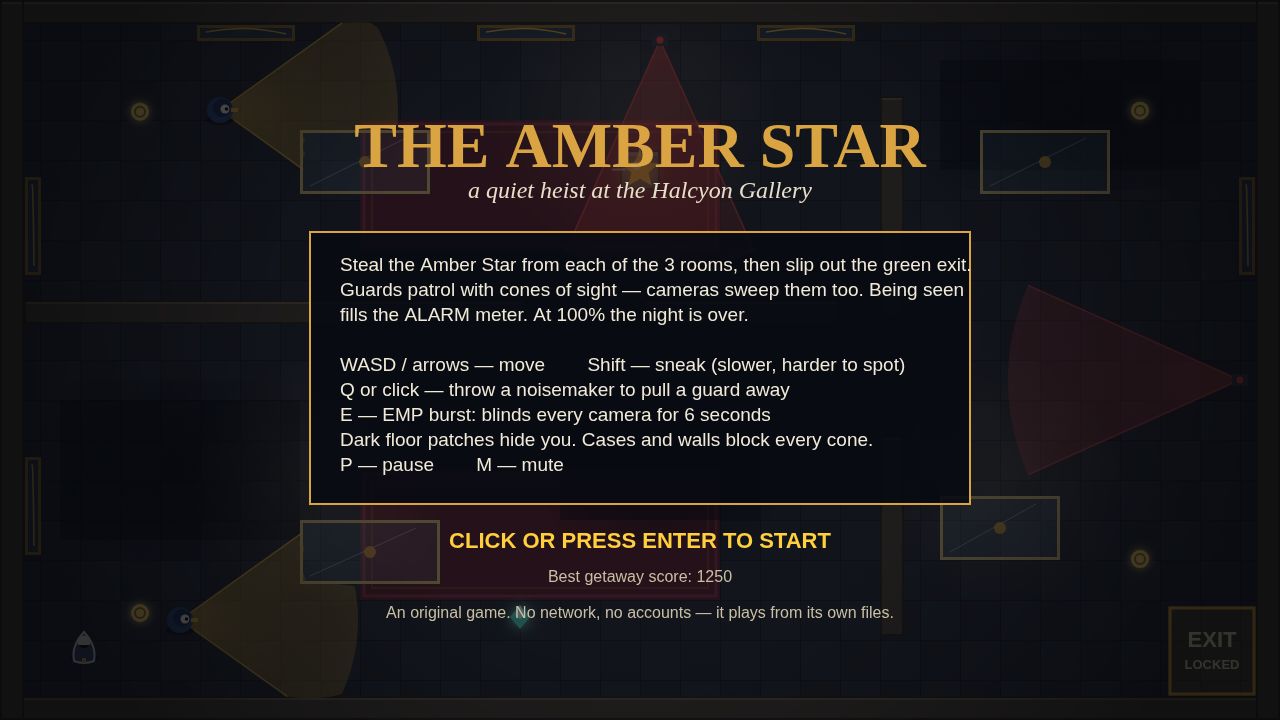 THE AMBER STAR
a quiet heist at the Halcyon Gallery
Steal the Amber Star from each of the 3 rooms, then slip out the green exit.
Guards patrol with cones of sight — cameras sweep them too. Being seen
fills the ALARM meter. At 100% the night is over.
WASD / arrows — move Shift — sneak (slower, harder to spot)
Q or click — throw a noisemaker to pull a guard away
E — EMP burst: blinds every camera for 6 seconds
Dark floor patches hide you. Cases and walls block every cone.
P — pause M — mute
CLICK OR PRESS ENTER TO START
Best getaway score: 1250
An original game. No network, no accounts — it plays from its own files.
EXIT
LOCKED